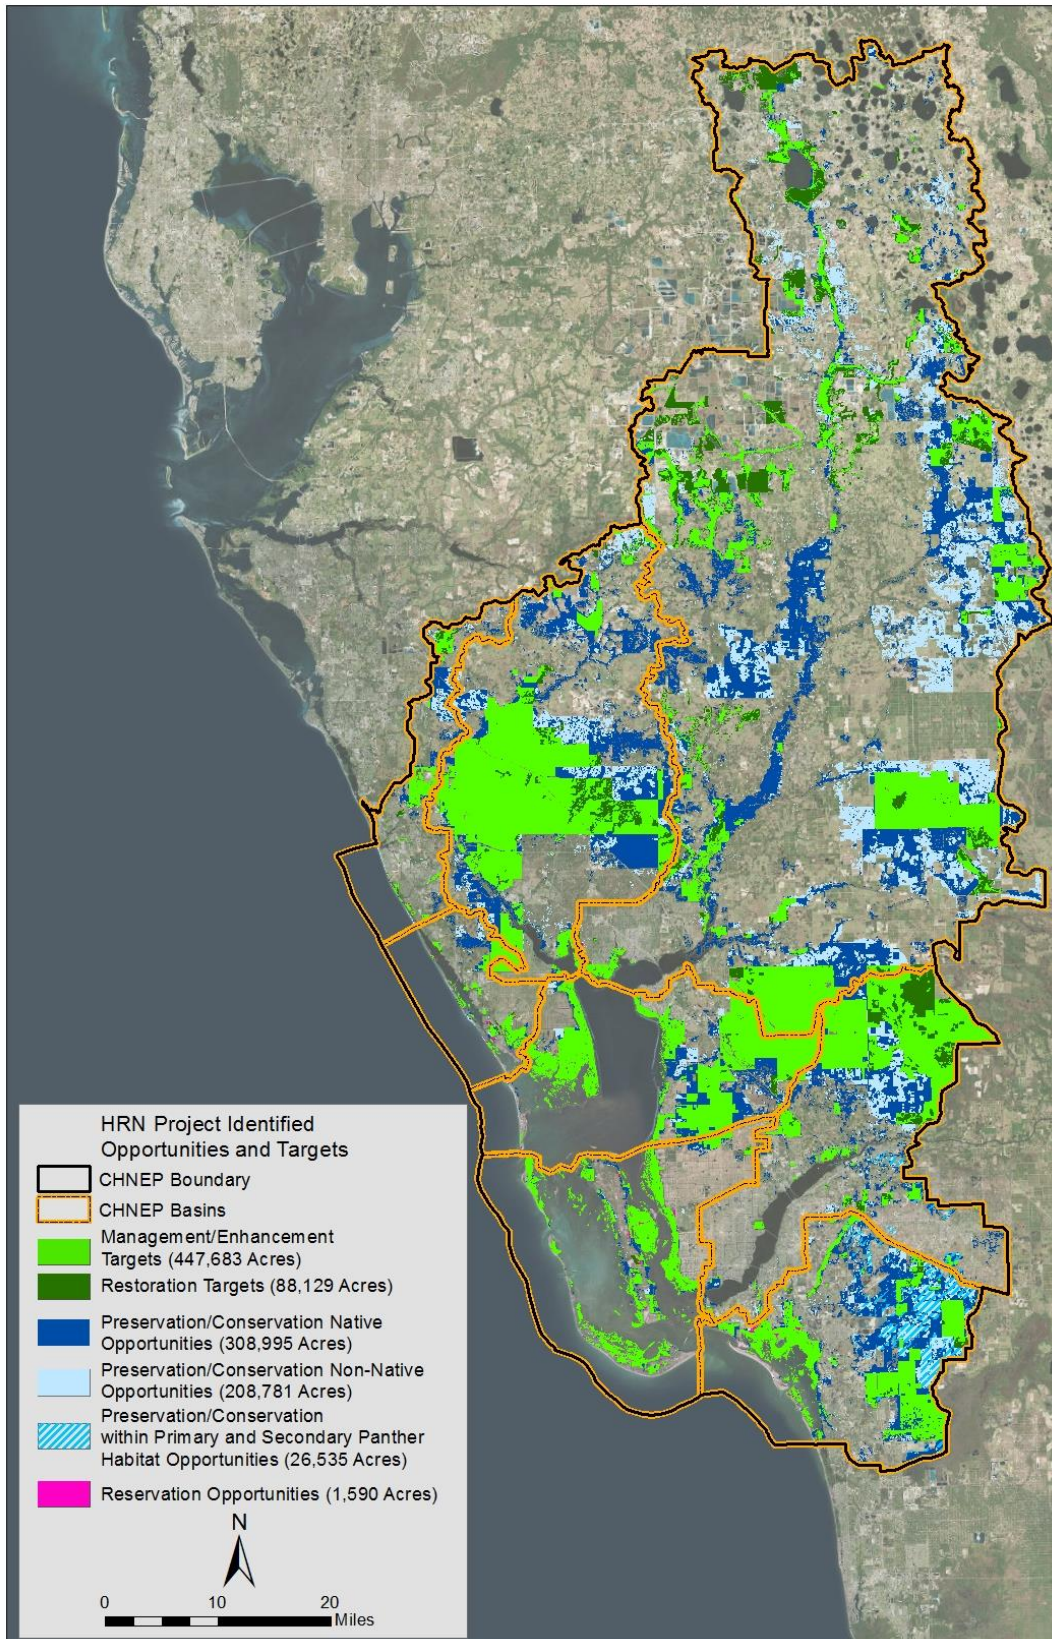 HRN Project Identified
Opportunities and Targets
CHNEP Boundary
CHNEP Basins
Management/Enhancement
Targets (447,683 Acres)
Restoration Targets (88,129 Acres)
Preservation/Conservation Native
Opportunities (308,995 Acres)
Preservation/Conservation Non-Native
Opportunities (208,781 Acres)
Preservation/Conservation
within Primary and Secondary Panther
Habitat Opportunities (26,535 Acres)
Reservation Opportunities (1,590 Acres)
N
0 10 20
Miles